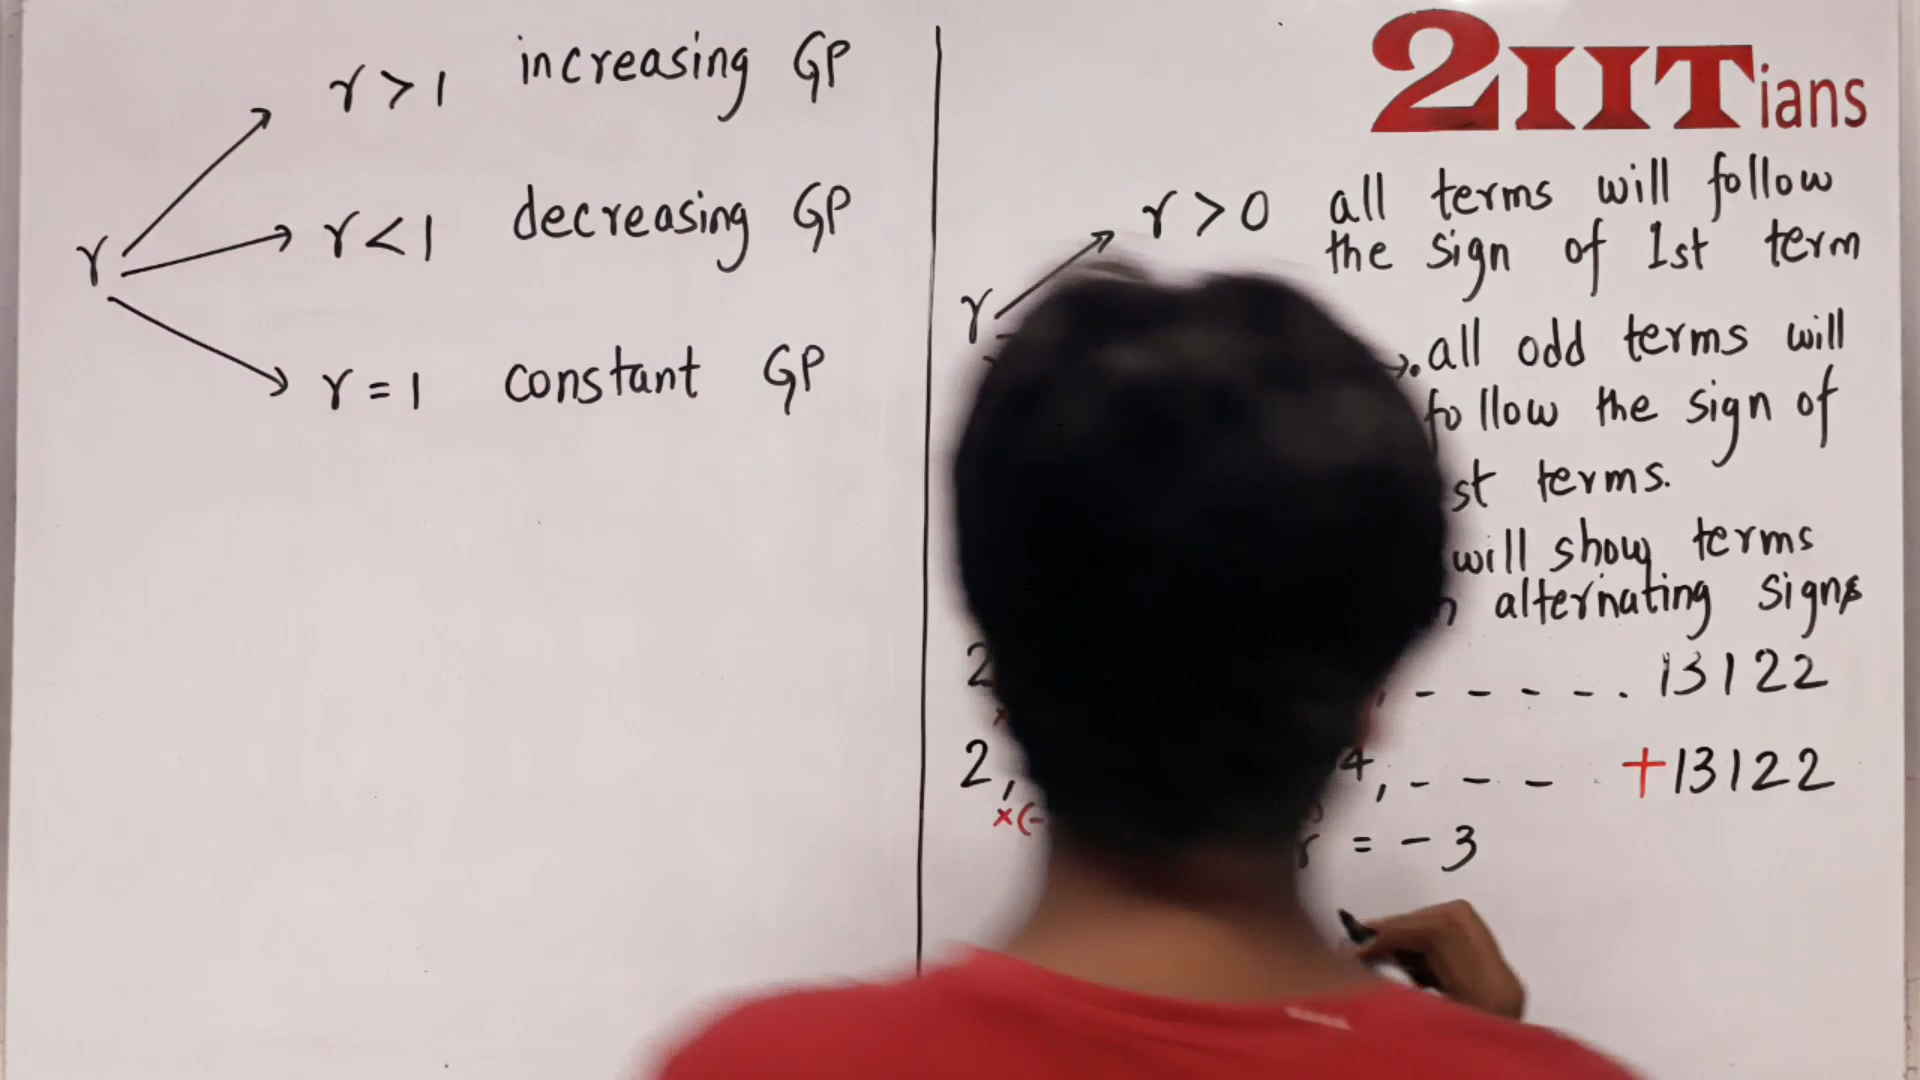 r > 1 increasing GP
r < 1 decreasing GP
r
r = 1 constant GP
2IITians
r > 0 all terms will follow
the sign of 1st term
r
.all odd terms will
follow the sign of
st terms.
will show terms
alternating signs
2 , - - - - - . 13122
2, 4, - - - +13122
×(-
r = - 3